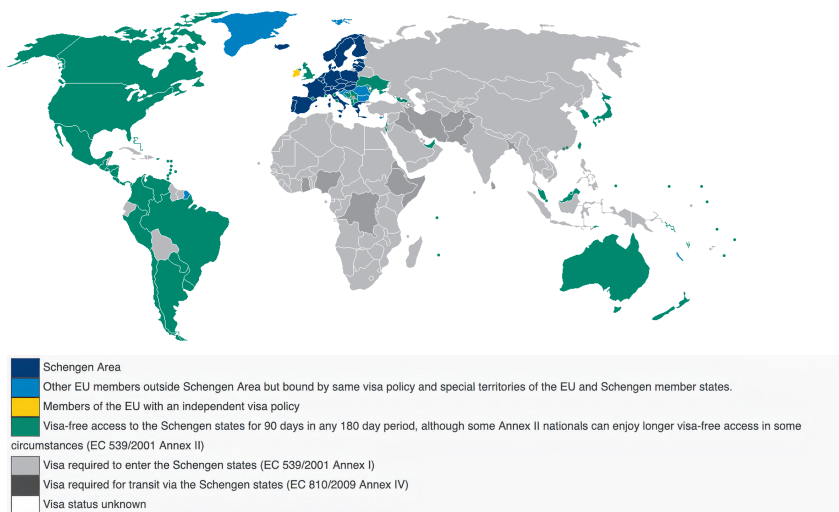 Schengen Area
Other EU members outside Schengen Area but bound by same visa policy and special territories of the EU and Schengen member states.
Members of the EU with an independent visa policy
Visa-free access to the Schengen states for 90 days in any 180 day period, although some Annex II nationals can enjoy longer visa-free access in some
circumstances (EC 539/2001 Annex II)
Visa required to enter the Schengen states (EC 539/2001 Annex I)
Visa required for transit via the Schengen states (EC 810/2009 Annex IV)
Visa status unknown